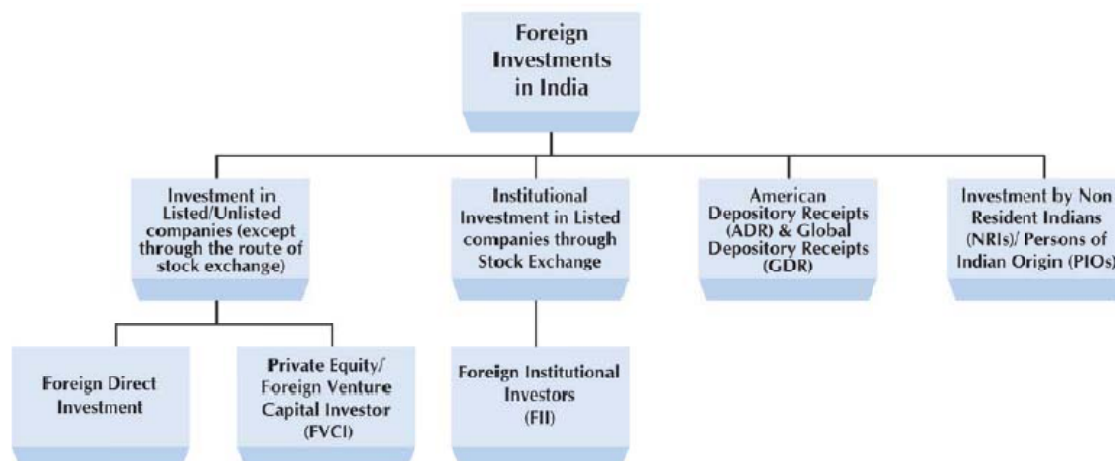 Foreign
Investments
in India
Investment in
Listed/Unlisted
companies (except
through the route of
stock exchange)
Institutional
Investment in Listed
companies through
Stock Exchange
American
Depository Receipts
(ADR) & Global
Depository Receipts
(GDR)
Investment by Non
Resident Indians
(NRIs)/ Persons of
Indian Origin (PIOs)
Foreign Direct
Investment
Private Equity/
Foreign Venture
Capital Investor
(FVCI)
Foreign Institutional
Investors
(FII)